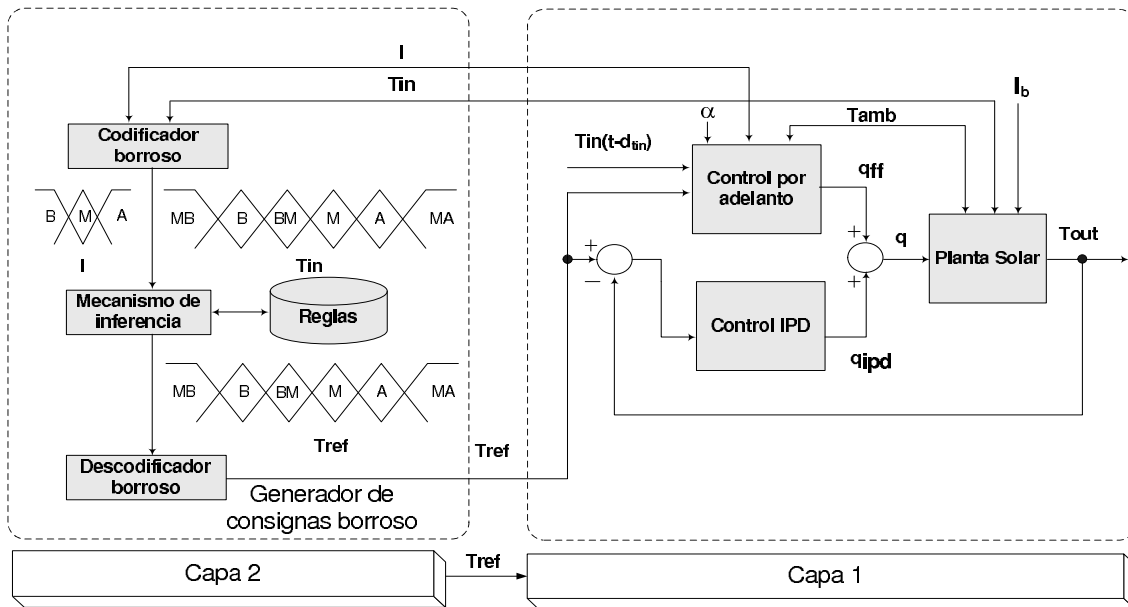 I
Tin
Codificador
borroso
B M A
MB B BM M A MA
I
Tin
Mecanismo de
inferencia
Reglas
MB B BM M A MA
Tref
Descodificador
borroso
Generador de
consignas borroso
Tref
I_b
α
Tamb
Tin(t-d_tin)
Control por
adelanto
qff
+
+
q
Planta Solar
Tout
+
−
Control IPD
qipd
Capa 2
Tref
Capa 1